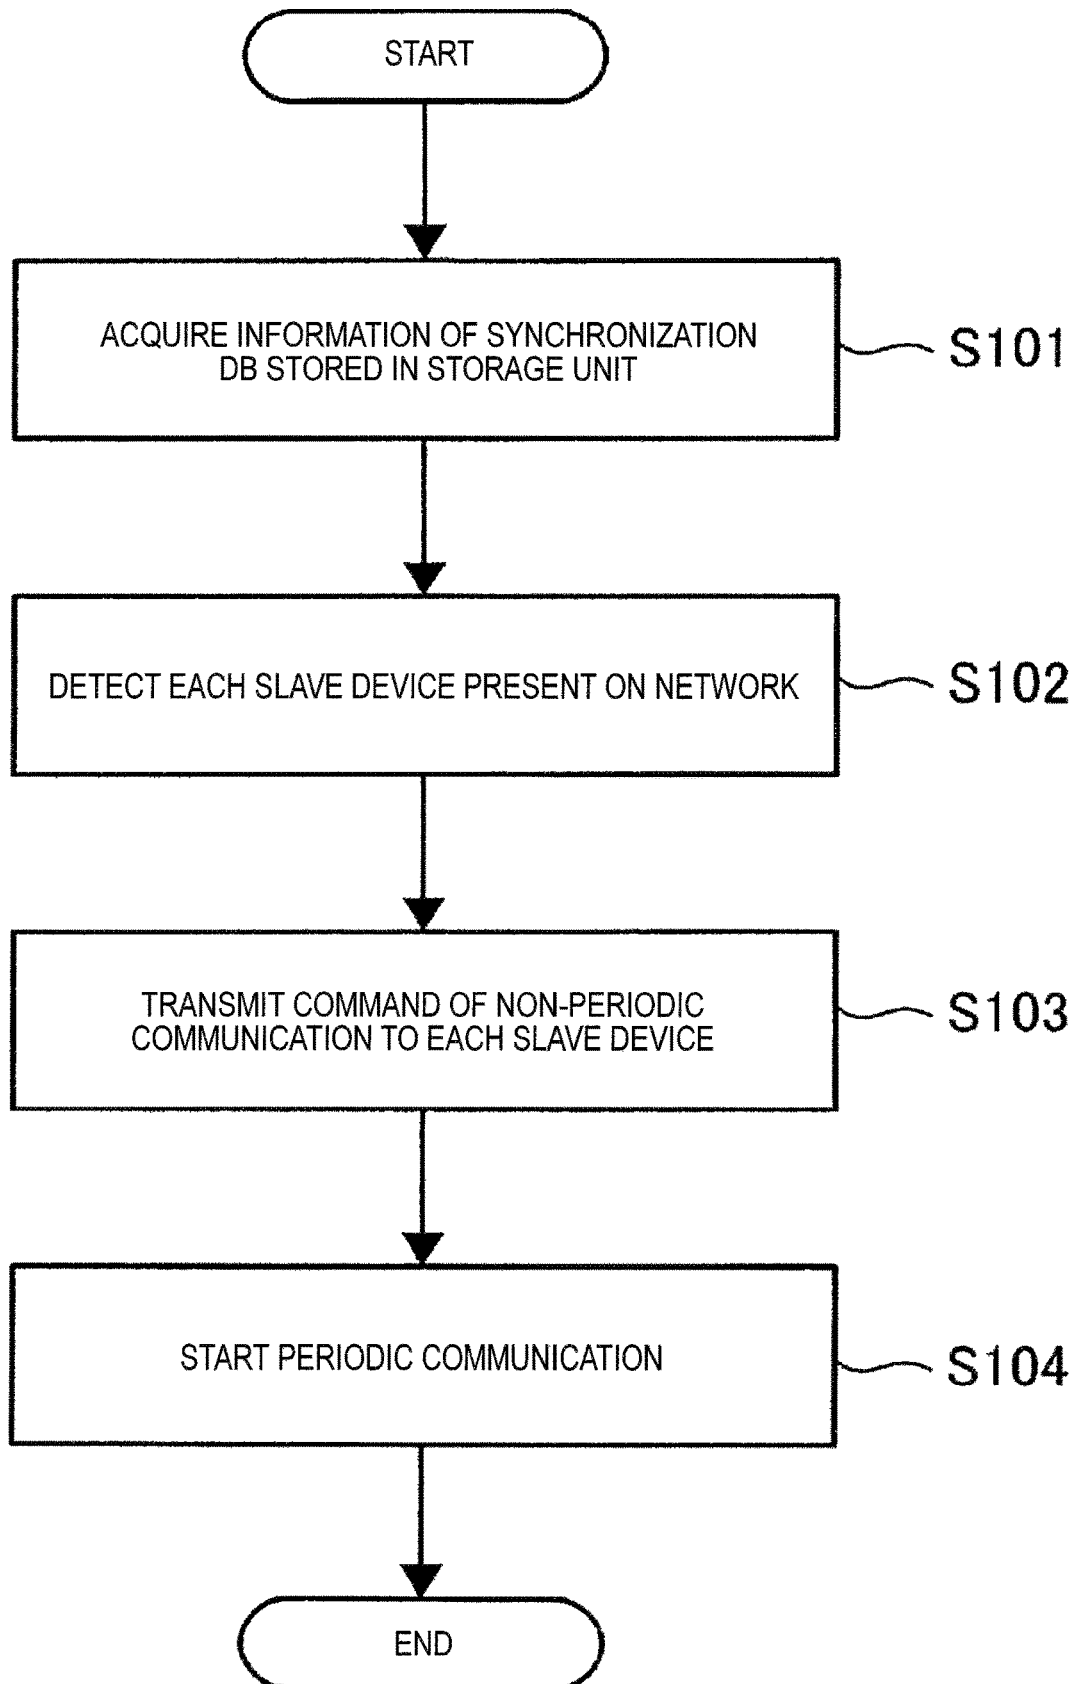 START
ACQUIRE INFORMATION OF SYNCHRONIZATION
DB STORED IN STORAGE UNIT
S101
DETECT EACH SLAVE DEVICE PRESENT ON NETWORK
S102
TRANSMIT COMMAND OF NON-PERIODIC
COMMUNICATION TO EACH SLAVE DEVICE
S103
START PERIODIC COMMUNICATION
S104
END